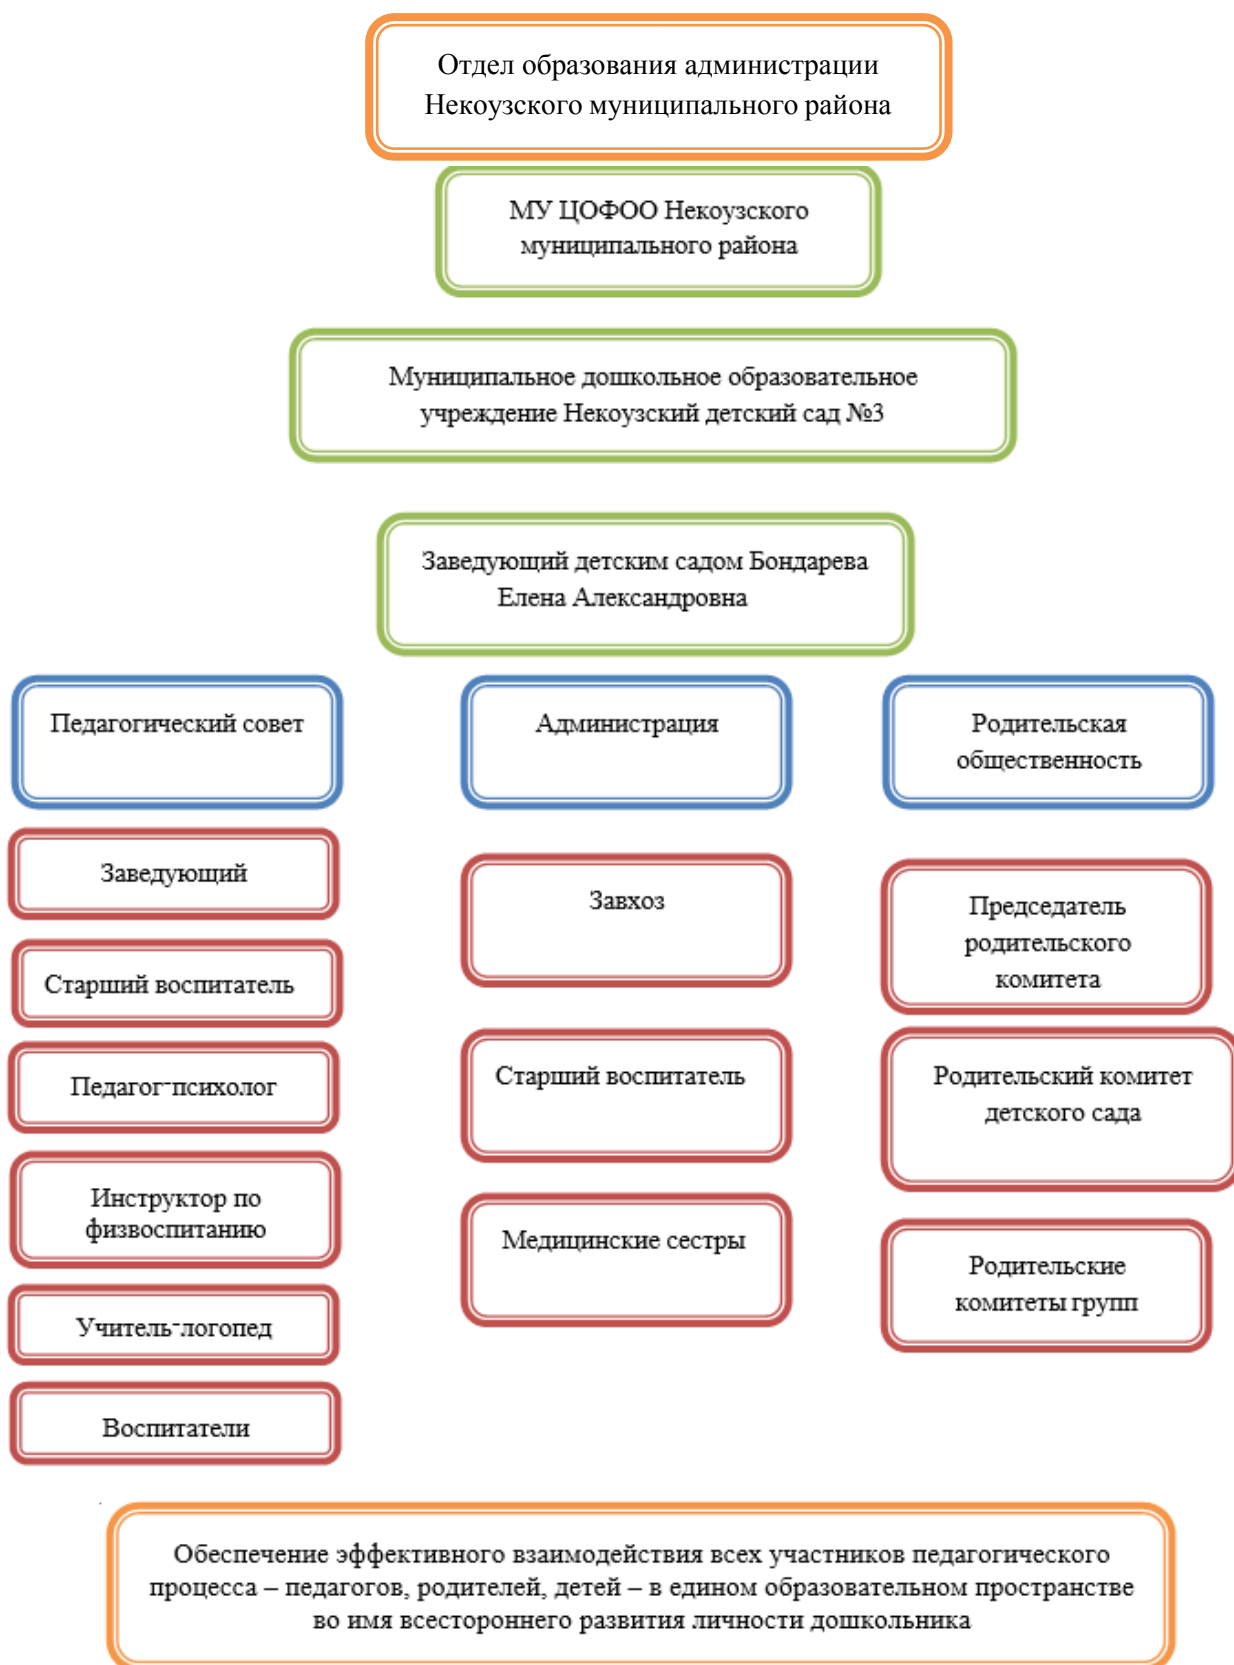 Отдел образования администрации
Некоузского муниципального района
МУ ЦОФОО Некоузского
муниципального района
Муниципальное дошкольное образовательное
учреждение Некоузский детский сад №3
Заведующий детским садом Бондарева
Елена Александровна
Педагогический совет
Заведующий
Старший воспитатель
Педагог-психолог
Инструктор по
физвоспитанию
Учитель-логопед
Воспитатели
Администрация
Завхоз
Старший воспитатель
Медицинские сестры
Родительская
общественность
Председатель
родительского
комитета
Родительский комитет
детского сада
Родительские
комитеты групп
Обеспечение эффективного взаимодействия всех участников педагогического
процесса – педагогов, родителей, детей – в едином образовательном пространстве
во имя всестороннего развития личности дошкольника